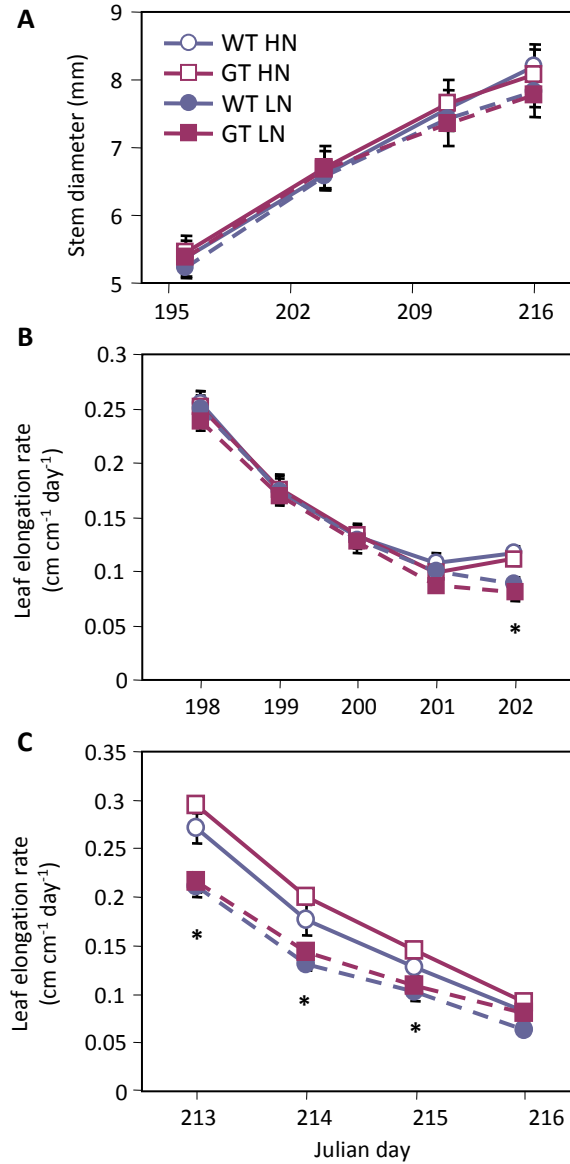 A
WT HN
GT HN
WT LN
GT LN
Stem diameter (mm)
9
8
7
6
5
195 202 209 216
B
Leaf elongation rate
(cm cm⁻¹ day⁻¹)
0.3
0.25
0.2
0.15
0.1
0.05
0
*
198 199 200 201 202
C
Leaf elongation rate
(cm cm⁻¹ day⁻¹)
0.35
0.3
0.25
0.2
0.15
0.1
0.05
0
* * *
213 214 215 216
Julian day